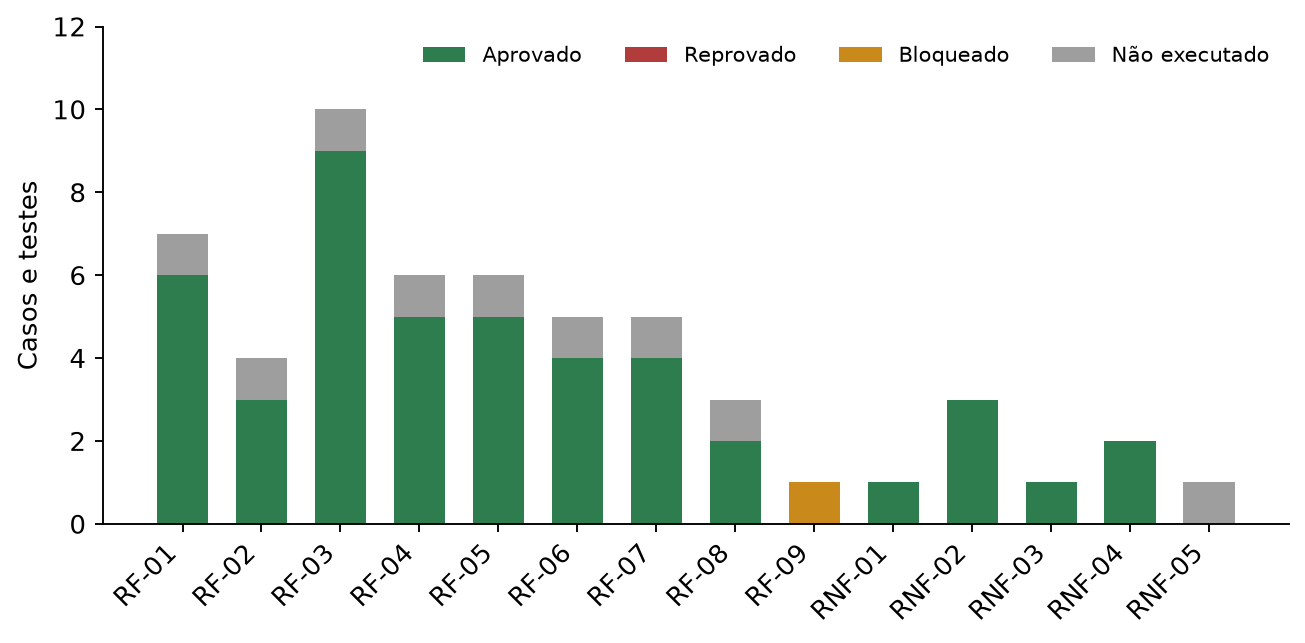 12
10
8
6
4
2
0
Casos e testes
Aprovado Reprovado Bloqueado Não executado
RF-01 RF-02 RF-03 RF-04 RF-05 RF-06 RF-07 RF-08 RF-09 RNF-01 RNF-02 RNF-03 RNF-04 RNF-05